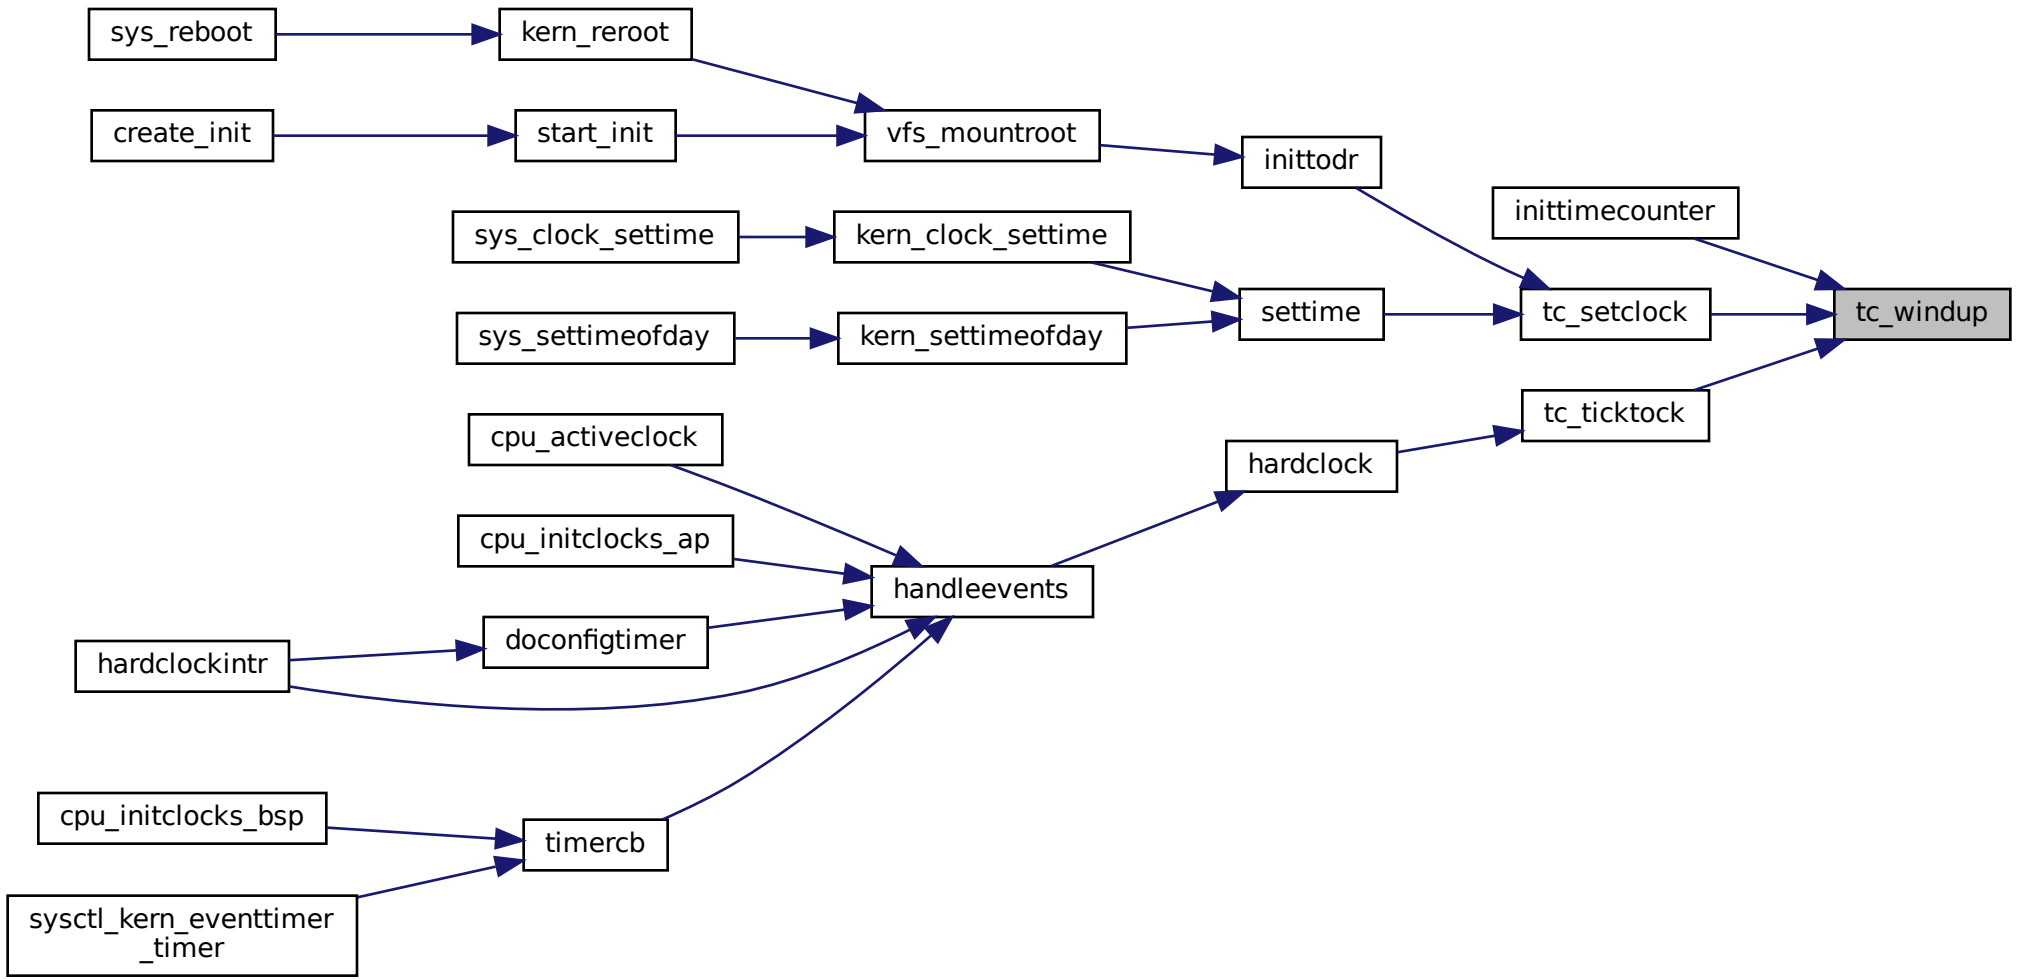 sys_reboot
kern_reroot
create_init
start_init
vfs_mountroot
inittodr
inittimecounter
sys_clock_settime
kern_clock_settime
settime
tc_setclock
tc_windup
sys_settimeofday
kern_settimeofday
tc_ticktock
cpu_activeclock
hardclock
cpu_initclocks_ap
handleevents
doconfigtimer
hardclockintr
cpu_initclocks_bsp
timercb
sysctl_kern_eventtimer
_timer